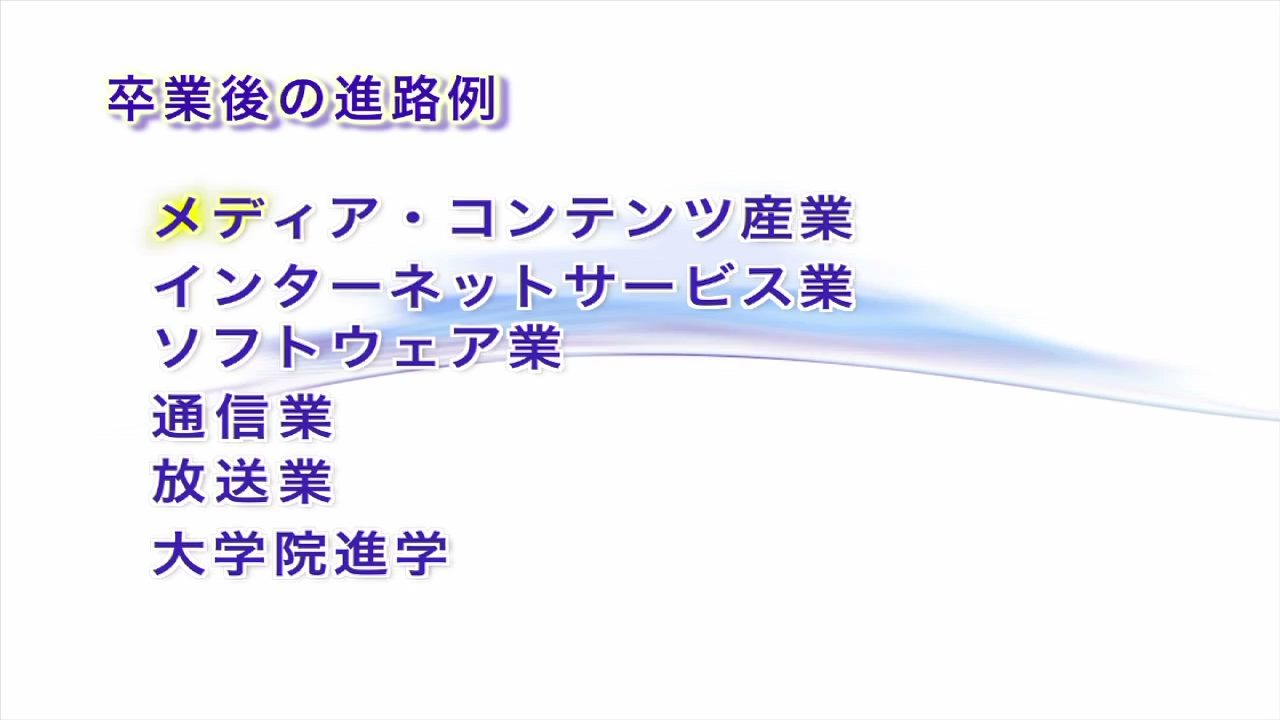 卒業後の進路例
メディア・コンテンツ産業
インターネットサービス業
ソフトウェア業
通信業
放送業
大学院進学